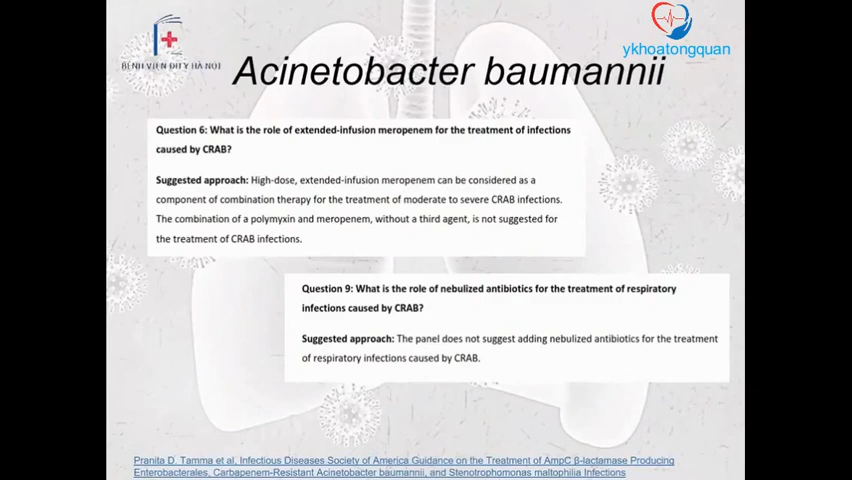 BỆNH VIỆN ĐH Y HÀ NỘI
ykhoatongquan
Acinetobacter baumannii
Question 6: What is the role of extended-infusion meropenem for the treatment of infections
caused by CRAB?
Suggested approach: High-dose, extended-infusion meropenem can be considered as a
component of combination therapy for the treatment of moderate to severe CRAB infections.
The combination of a polymyxin and meropenem, without a third agent, is not suggested for
the treatment of CRAB infections.
Question 9: What is the role of nebulized antibiotics for the treatment of respiratory
infections caused by CRAB?
Suggested approach: The panel does not suggest adding nebulized antibiotics for the treatment
of respiratory infections caused by CRAB.
Pranita D. Tamma et al, Infectious Diseases Society of America Guidance on the Treatment of AmpC β-lactamase Producing
Enterobacterales, Carbapenem-Resistant Acinetobacter baumannii, and Stenotrophomonas maltophilia Infections